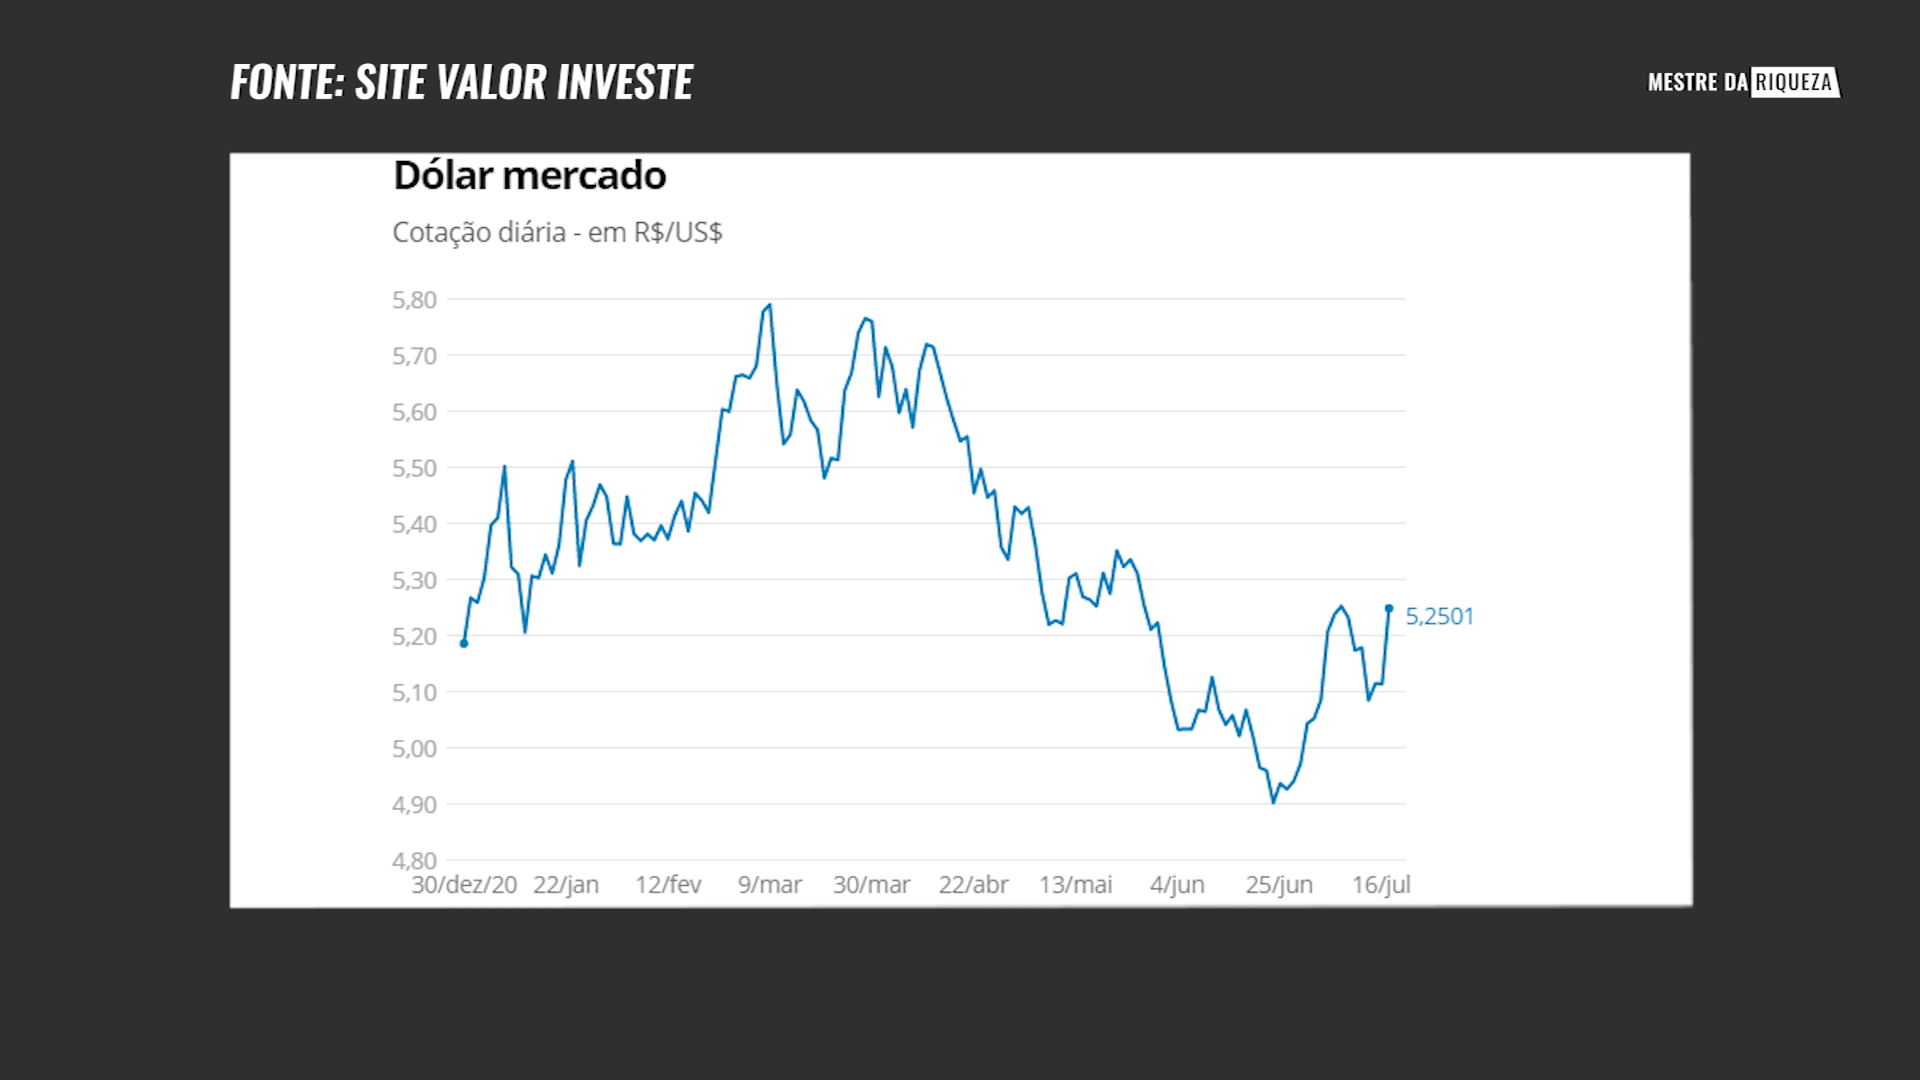 FONTE: SITE VALOR INVESTE
MESTRE DA RIQUEZA
Dólar mercado
Cotação diária - em R$/US$
5,80
5,70
5,60
5,50
5,40
5,30
5,20
5,10
5,00
4,90
4,80
5,2501
30/dez/20 22/jan 12/fev 9/mar 30/mar 22/abr 13/mai 4/jun 25/jun 16/jul